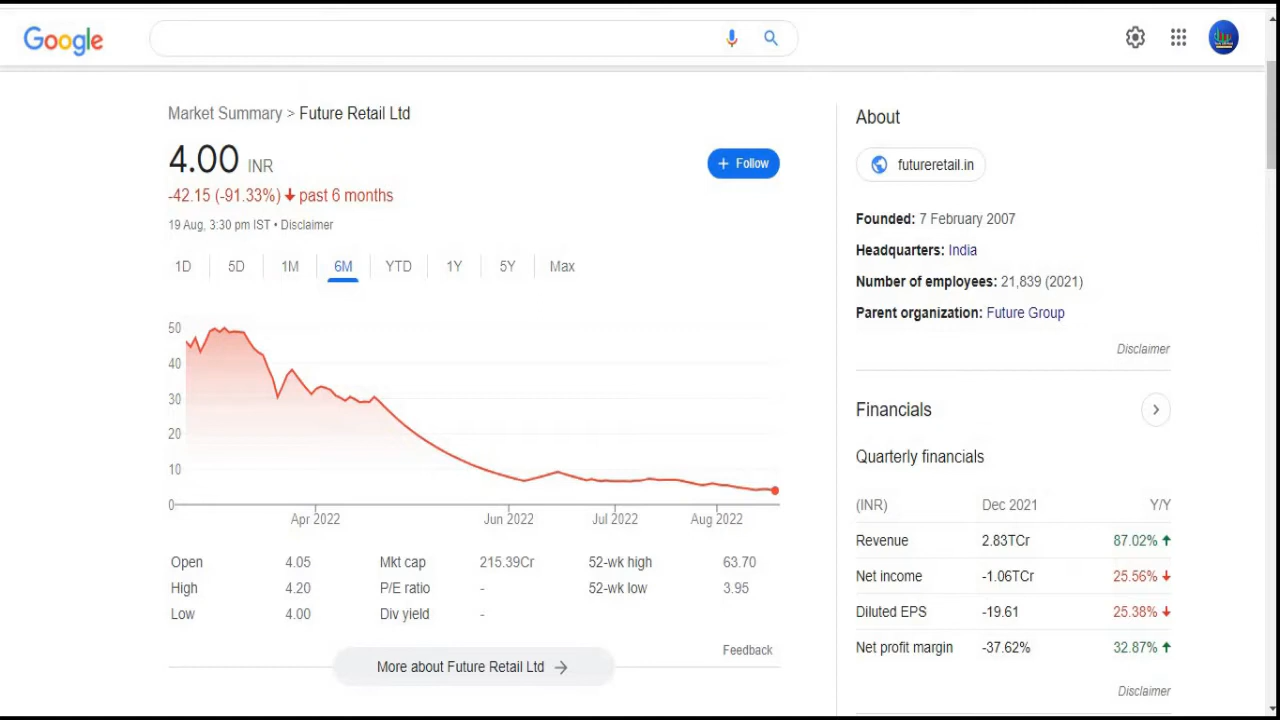 Google
Market Summary > Future Retail Ltd
4.00 INR
+ Follow
-42.15 (-91.33%) ↓ past 6 months
19 Aug, 3:30 pm IST • Disclaimer
1D 5D 1M 6M YTD 1Y 5Y Max
50
40
30
20
10
0
Apr 2022 Jun 2022 Jul 2022 Aug 2022
Open 4.05 Mkt cap 215.39Cr 52-wk high 63.70
High 4.20 P/E ratio - 52-wk low 3.95
Low 4.00 Div yield -
Feedback
More about Future Retail Ltd →
About
futureretail.in
Founded: 7 February 2007
Headquarters: India
Number of employees: 21,839 (2021)
Parent organization: Future Group
Disclaimer
Financials
Quarterly financials
(INR) Dec 2021 Y/Y
Revenue 2.83TCr 87.02% ↑
Net income -1.06TCr 25.56% ↓
Diluted EPS -19.61 25.38% ↓
Net profit margin -37.62% 32.87% ↑
Disclaimer